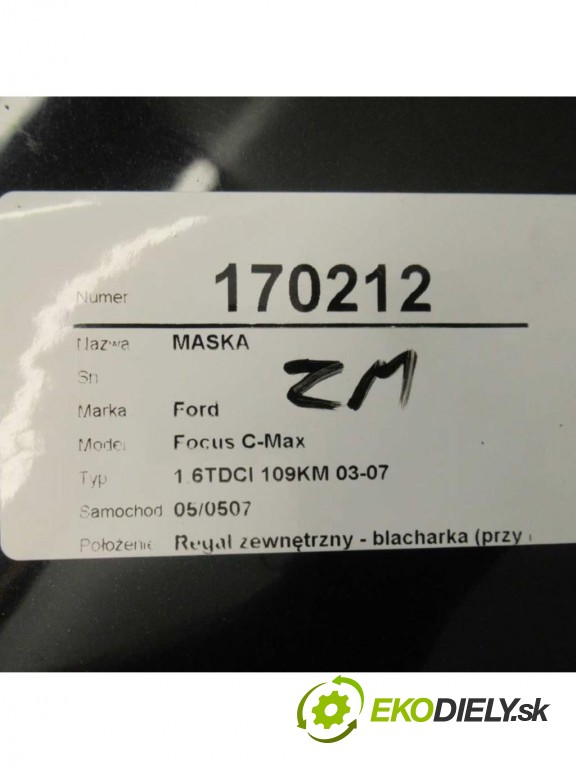 Numer 170212
Nazwa MASKA
Sn ZM
Marka Ford
Model Focus C-Max
Typ 1.6TDCI 109KM 03-07
Samochod 05/0507
Położenie Regał zewnętrzny - blacharka (przy
EKODIELY.sk